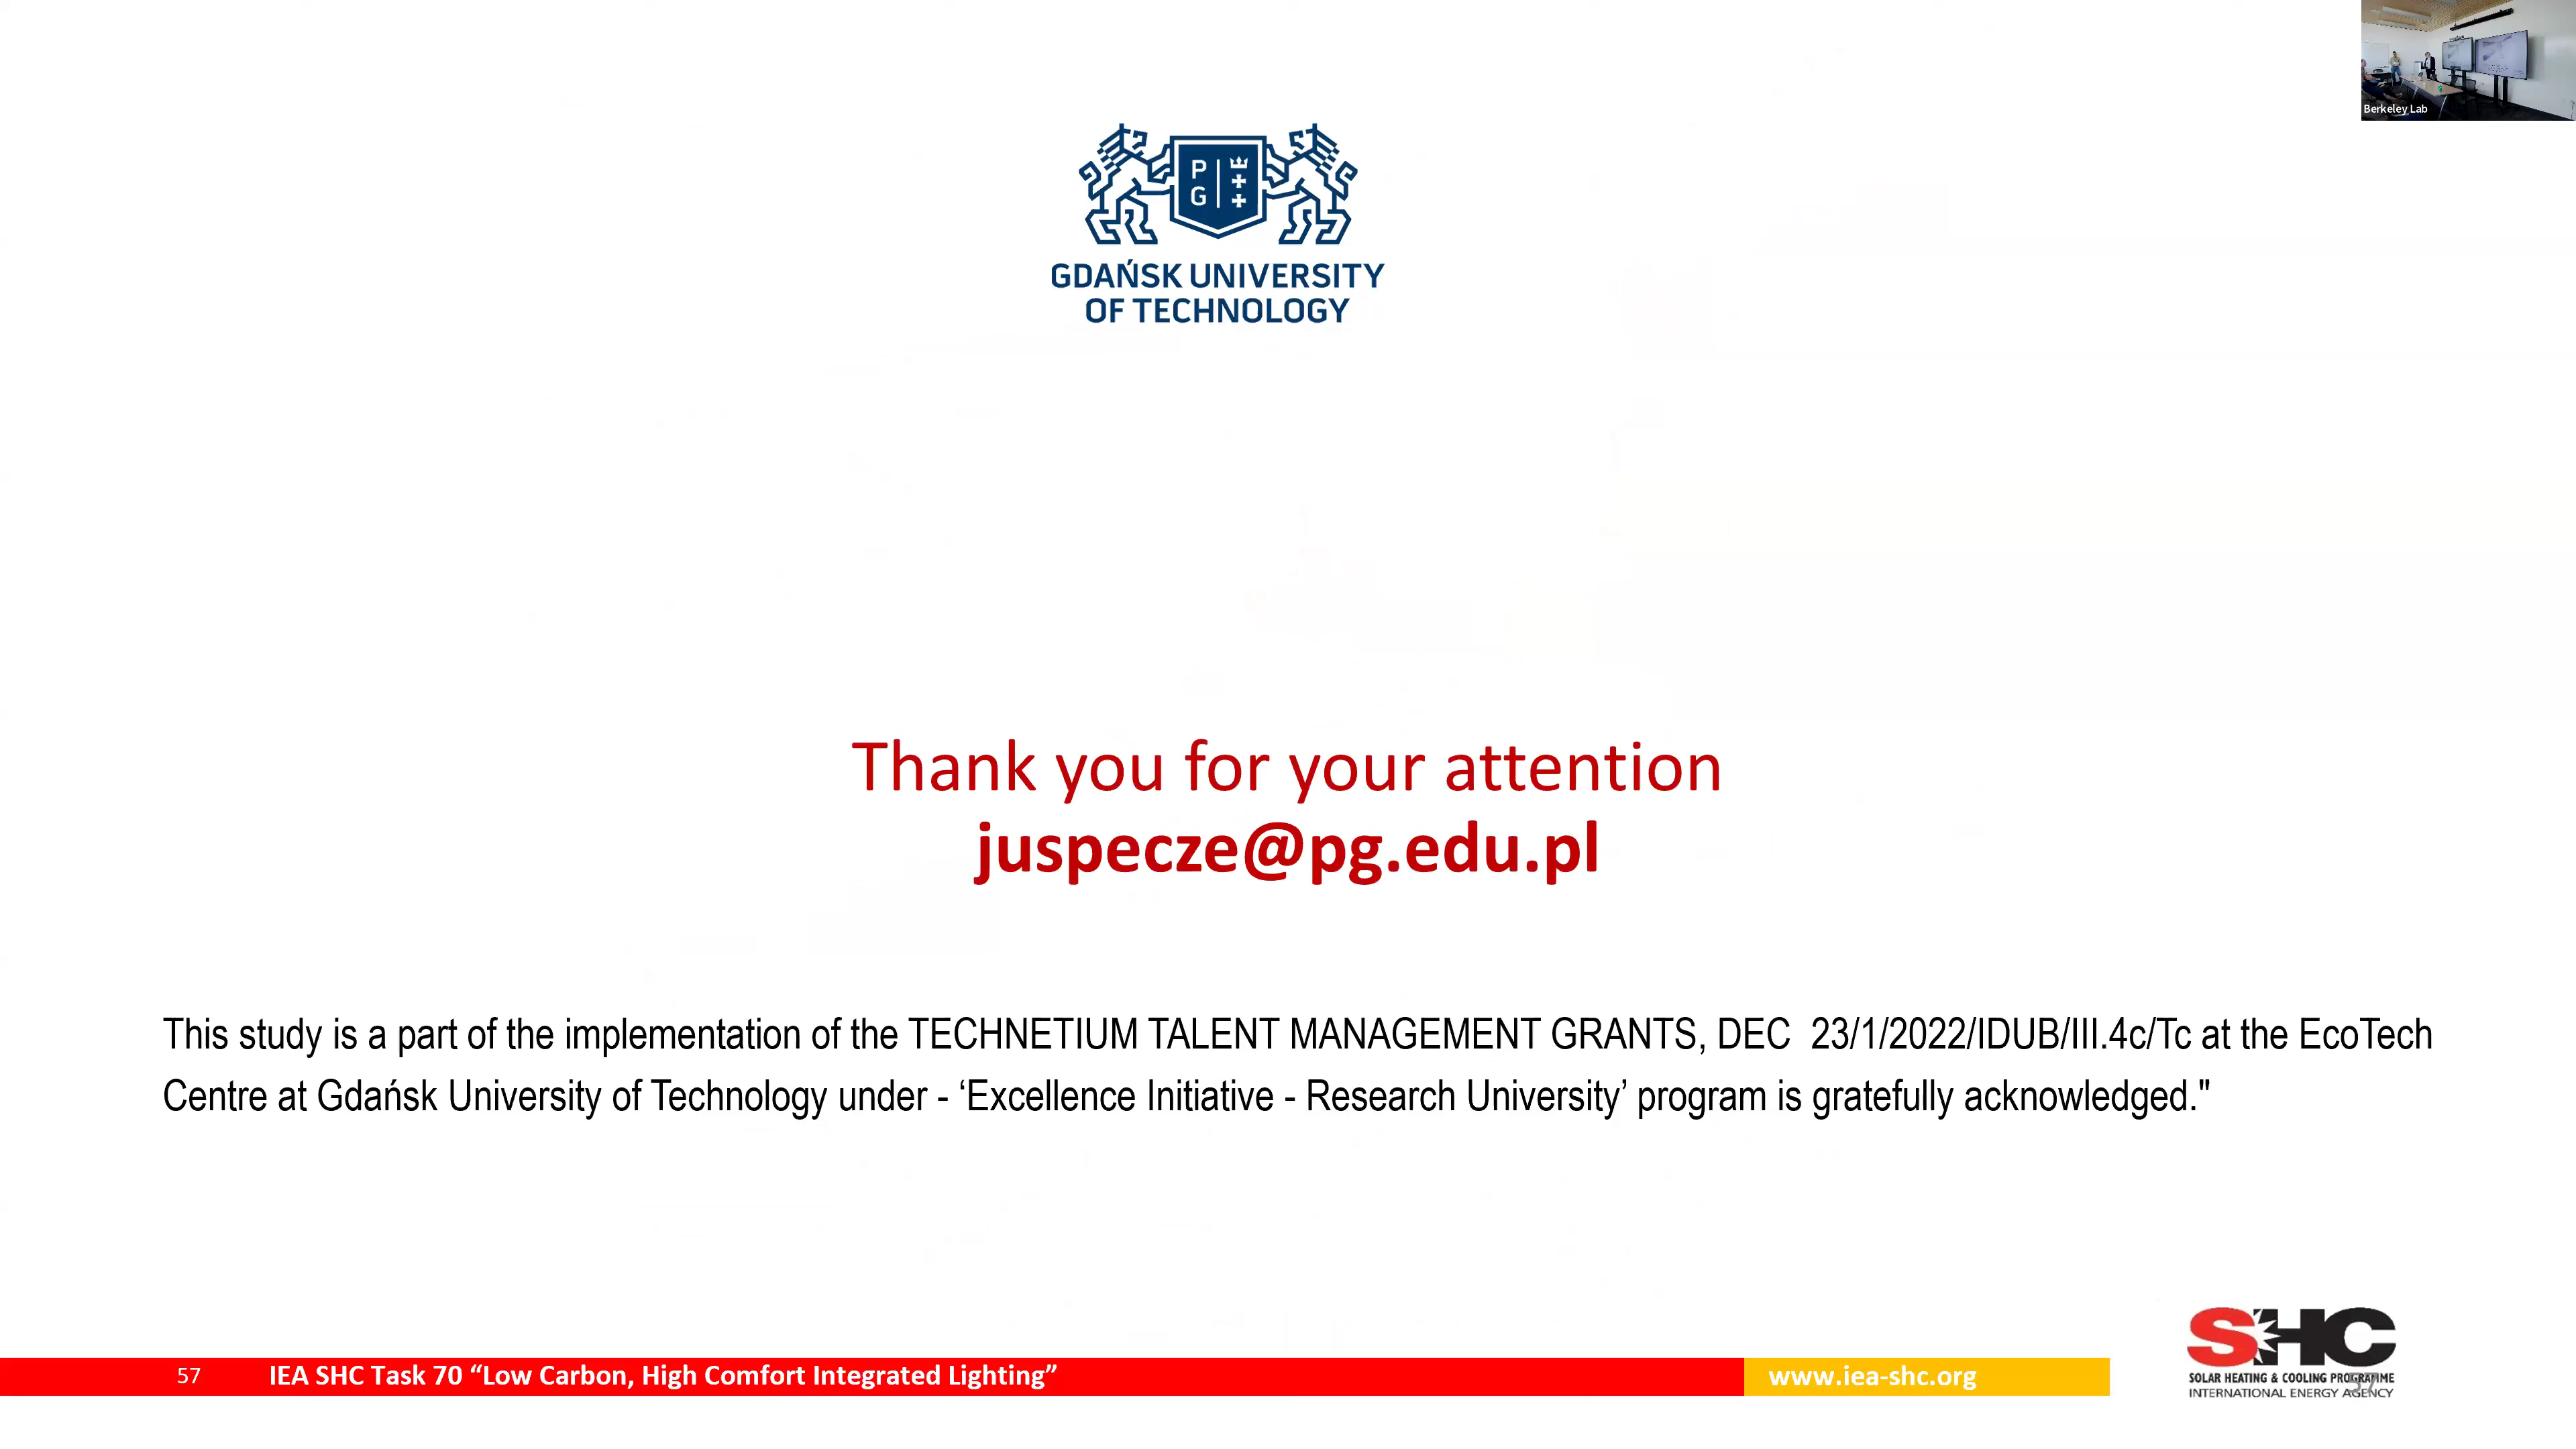 Berkeley Lab
P
G
GDAŃSK UNIVERSITY
OF TECHNOLOGY
Thank you for your attention
juspecze@pg.edu.pl
This study is a part of the implementation of the TECHNETIUM TALENT MANAGEMENT GRANTS, DEC  23/1/2022/IDUB/III.4c/Tc at the EcoTech
Centre at Gdańsk University of Technology under - ‘Excellence Initiative - Research University’ program is gratefully acknowledged."
57
IEA SHC Task 70 “Low Carbon, High Comfort Integrated Lighting”
www.iea-shc.org
SHC
SOLAR HEATING & COOLING PROGRAMME
INTERNATIONAL ENERGY AGENCY
57